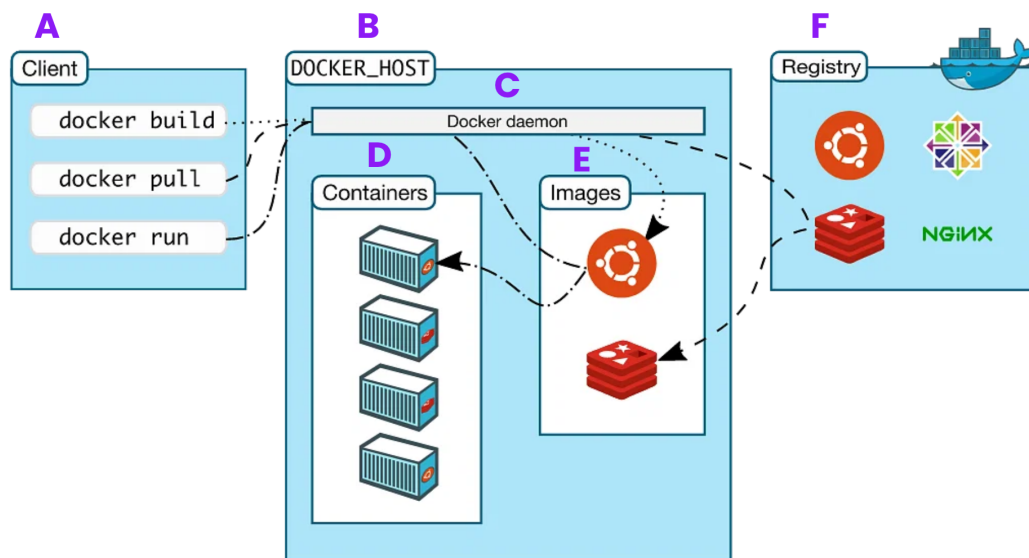 A
B
F
Client
DOCKER_HOST
Registry
C
docker build
Docker daemon
D
E
docker pull
Containers
Images
docker run
NGiNX